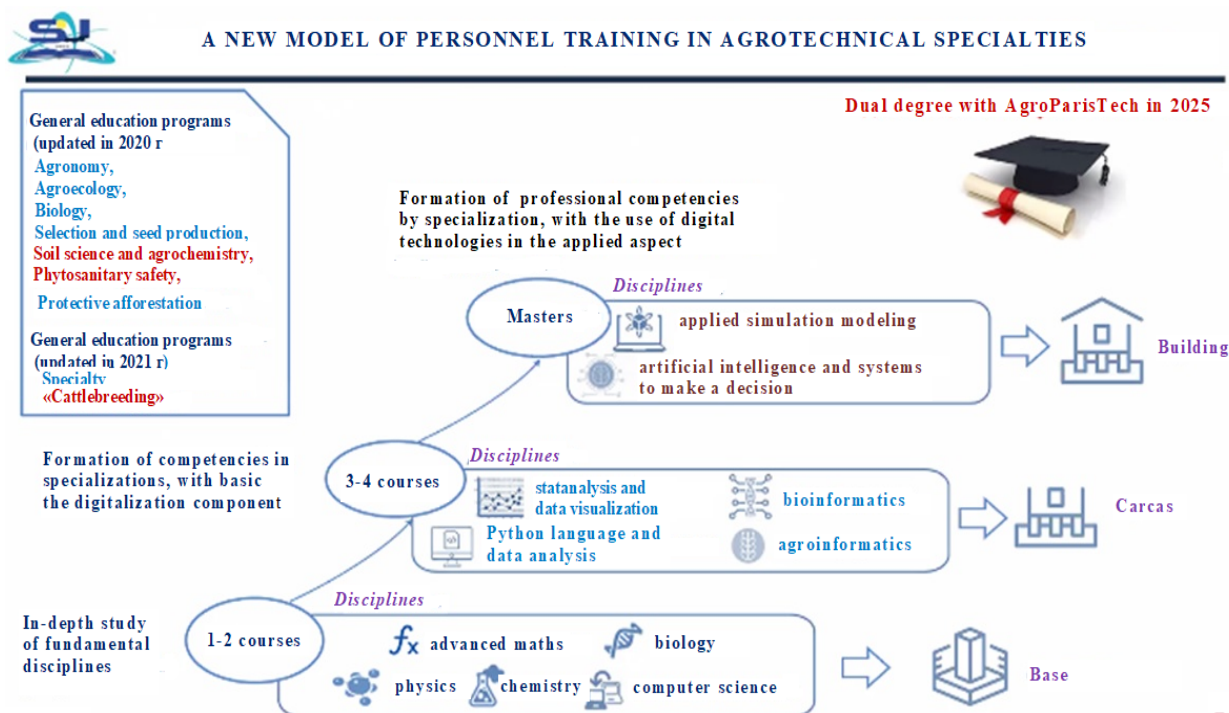 SU
A NEW MODEL OF PERSONNEL TRAINING IN AGROTECHNICAL SPECIALTIES
General education programs
(updated in 2020 r
Agronomy,
Agroecology,
Biology,
Selection and seed production,
Soil science and agrochemistry,
Phytosanitary safety,
Protective afforestation
General education programs
(updated in 2021 r)
Specialty
«Cattlebreeding»
Dual degree with AgroParisTech in 2025
Formation of professional competencies
by specialization, with the use of digital
technologies in the applied aspect
Disciplines
Masters
applied simulation modeling
artificial intelligence and systems
to make a decision
Building
Formation of competencies in
specializations, with basic
the digitalization component
Disciplines
3-4 courses
statanalysis and
data visualization
bioinformatics
Python language and
data analysis
agroinformatics
Carcas
In-depth study
of fundamental
disciplines
Disciplines
1-2 courses
fx advanced maths
biology
physics
chemistry
computer science
Base